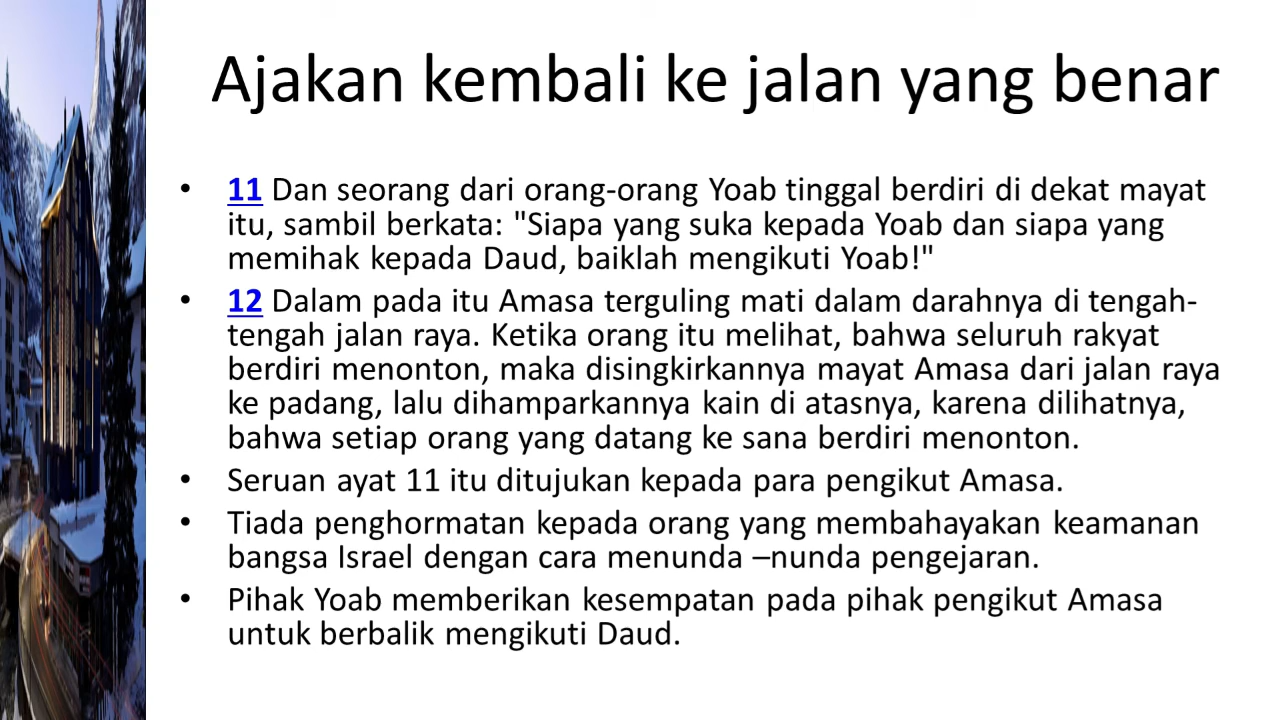 Ajakan kembali ke jalan yang benar
• 11 Dan seorang dari orang-orang Yoab tinggal berdiri di dekat mayat
itu, sambil berkata: "Siapa yang suka kepada Yoab dan siapa yang
memihak kepada Daud, baiklah mengikuti Yoab!"
• 12 Dalam pada itu Amasa terguling mati dalam darahnya di tengah-
tengah jalan raya. Ketika orang itu melihat, bahwa seluruh rakyat
berdiri menonton, maka disingkirkannya mayat Amasa dari jalan raya
ke padang, lalu dihamparkannya kain di atasnya, karena dilihatnya,
bahwa setiap orang yang datang ke sana berdiri menonton.
• Seruan ayat 11 itu ditujukan kepada para pengikut Amasa.
• Tiada penghormatan kepada orang yang membahayakan keamanan
bangsa Israel dengan cara menunda –nunda pengejaran.
• Pihak Yoab memberikan kesempatan pada pihak pengikut Amasa
untuk berbalik mengikuti Daud.